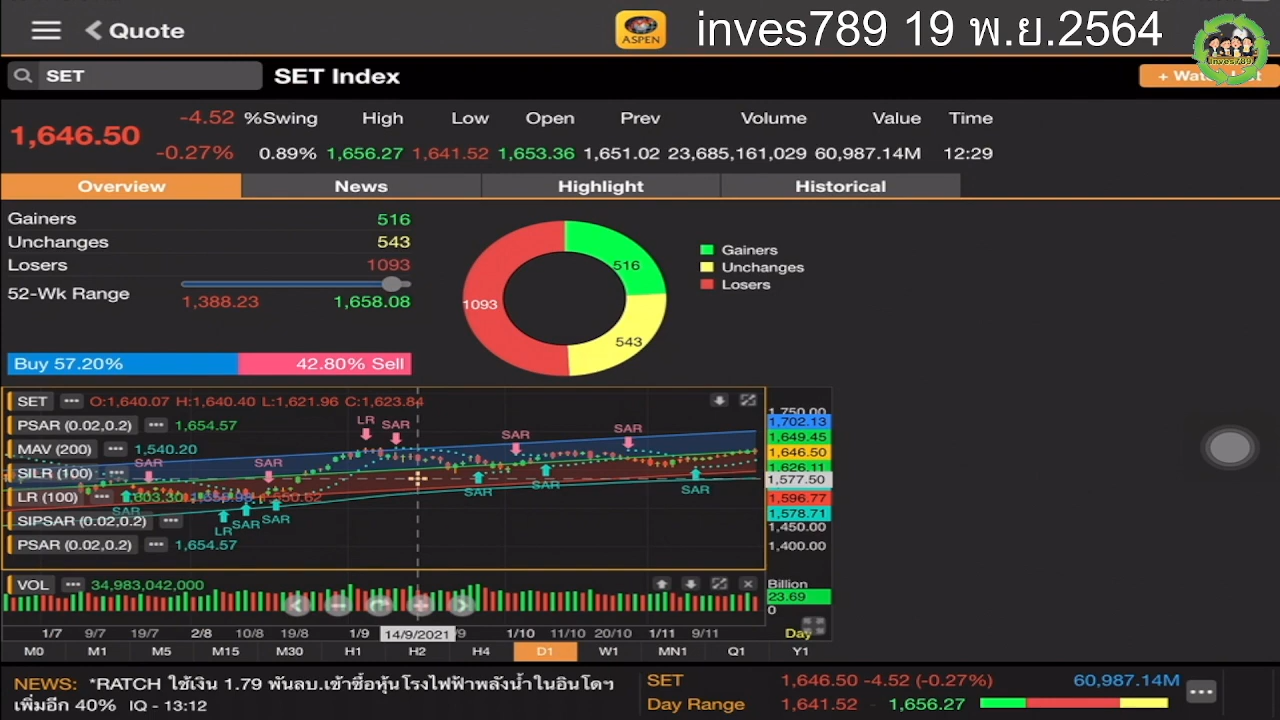 Quote
ASPEN
inves789 19 พ.ย.2564
inves789
SET
SET Index
1,646.50
-4.52
-0.27%
%Swing High Low Open Prev Volume Value Time
0.89% 1,656.27 1,641.52 1,653.36 1,651.02 23,685,161,029 60,987.14M 12:29
Overview News Highlight Historical
Gainers 516
Unchanges 543
Losers 1093
52-Wk Range
1,388.23 1,658.08
Buy 57.20% 42.80% Sell
516
1093
543
Gainers
Unchanges
Losers
SET O:1,640.07 H:1,640.40 L:1,621.96 C:1,623.84
PSAR (0.02,0.2) 1,654.57
MAV (200) 1,540.20
SILR (100)
LR (100)
SIPSAR (0.02,0.2)
PSAR (0.02,0.2) 1,654.57
LR SAR SAR SAR
SAR SAR
SAR SAR SAR
SAR
LR SAR SAR
1,750.00
1,702.13
1,649.45
1,646.50
1,626.11
1,577.50
1,596.77
1,578.71
1,450.00
1,400.00
VOL 34,983,042,000
Billion
23.69
0
1/7 9/7 19/7 2/8 10/8 19/8 1/9 14/9/2021 /9 1/10 11/10 20/10 1/11 9/11 Day
M0 M1 M5 M15 M30 H1 H2 H4 D1 W1 MN1 Q1 Y1
NEWS: *RATCH ใช้เงิน 1.79 พันลบ.เข้าซื้อหุ้นโรงไฟฟ้าพลังน้ำในอินโดฯ
เพิ่มอีก 40% IQ - 13:12
SET 1,646.50 -4.52 (-0.27%) 60,987.14M
Day Range 1,641.52 - 1,656.27